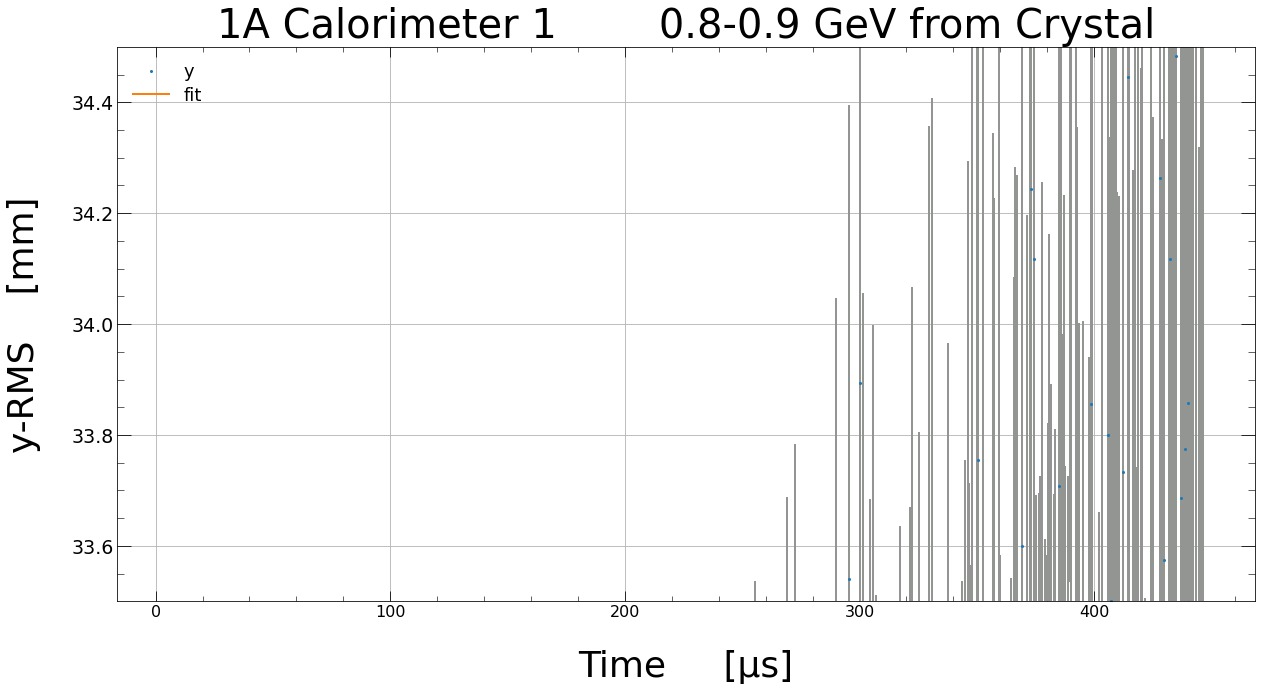 1A Calorimeter 1 0.8-0.9 GeV from Crystal
y
fit
34.4
34.2
34.0
33.8
33.6
y-RMS [mm]
0 100 200 300 400
Time [µs]